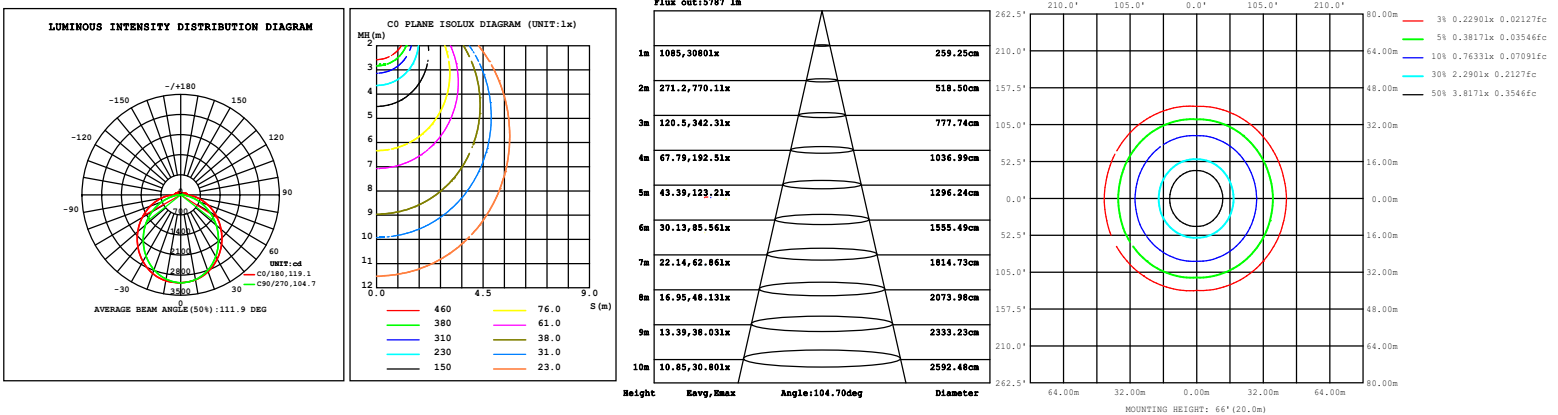 LUMINOUS INTENSITY DISTRIBUTION DIAGRAM
-/+180
-150
150
-120
120
-90
90
60
-30
30
0
700
1400
2100
2800
3500
0
UNIT:cd
C0/180,119.1
C90/270,104.7
AVERAGE BEAM ANGLE(50%):111.9 DEG
C0 PLANE ISOLUX DIAGRAM (UNIT:lx)
MH(m)
2
3
4
5
6
7
8
9
10
11
12
0.0
4.5
9.0
S(m)
460
76.0
380
61.0
310
38.0
230
31.0
150
23.0
Flux out:5787 lm
1m 1085,3080lx 259.25cm
2m 271.2,770.1lx 518.50cm
3m 120.5,342.3lx 777.74cm
4m 67.79,192.5lx 1036.99cm
5m 43.39,123.2lx 1296.24cm
6m 30.13,85.56lx 1555.49cm
7m 22.14,62.86lx 1814.73cm
8m 16.95,48.13lx 2073.98cm
9m 13.39,38.03lx 2333.23cm
10m 10.85,30.80lx 2592.48cm
Height Eavg,Emax Angle:104.70deg Diameter
210.0' 105.0' 0.0' 105.0' 210.0'
262.5' 80.00m
210.0' 64.00m
157.5' 48.00m
105.0' 32.00m
52.5' 16.00m
0.0' 0.00m
52.5' 16.00m
105.0' 32.00m
157.5' 48.00m
210.0' 64.00m
262.5' 80.00m
64.00m 32.00m 0.00m 32.00m 64.00m
MOUNTING HEIGHT: 66'(20.0m)
3% 0.2290lx 0.02127fc
5% 0.3817lx 0.03546fc
10% 0.7633lx 0.07091fc
30% 2.290lx 0.2127fc
50% 3.817lx 0.3546fc